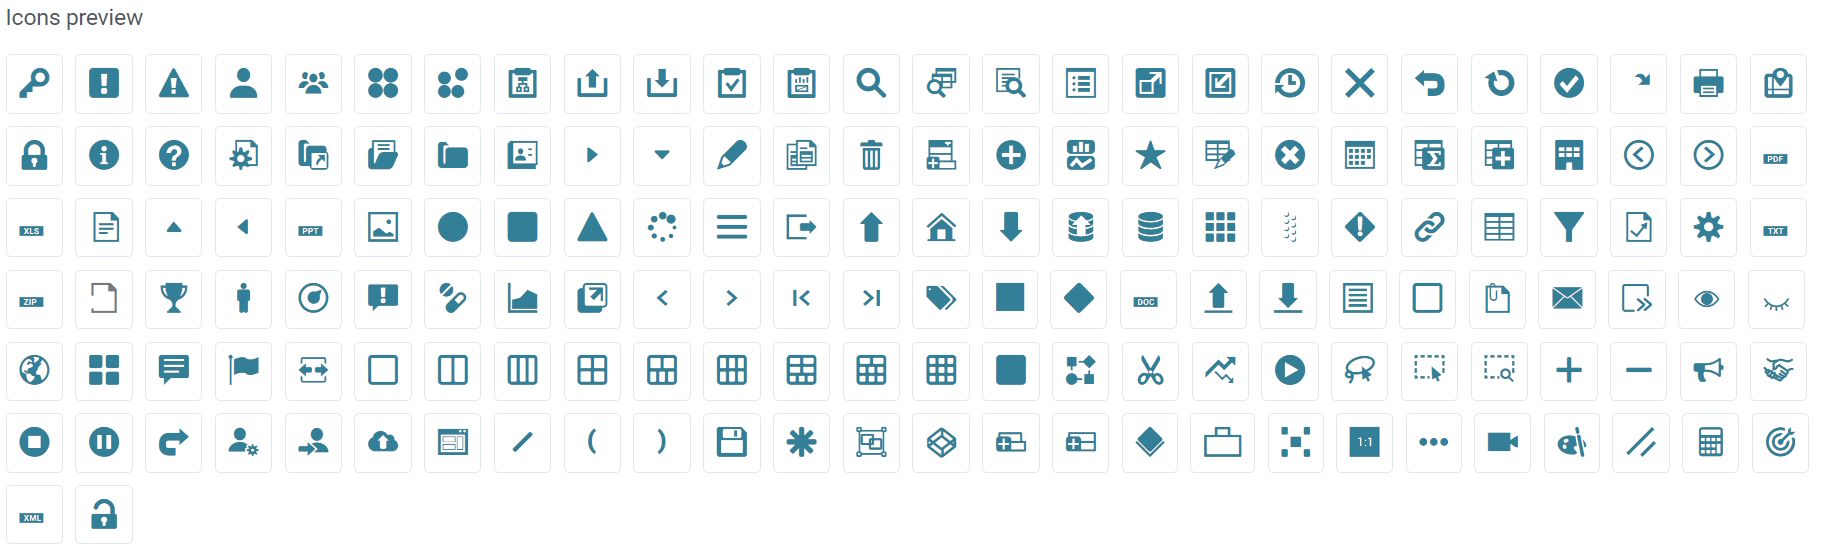 Icons preview
PDF
XLS
PPT
TXT
ZIP
DOC
1:1
XML